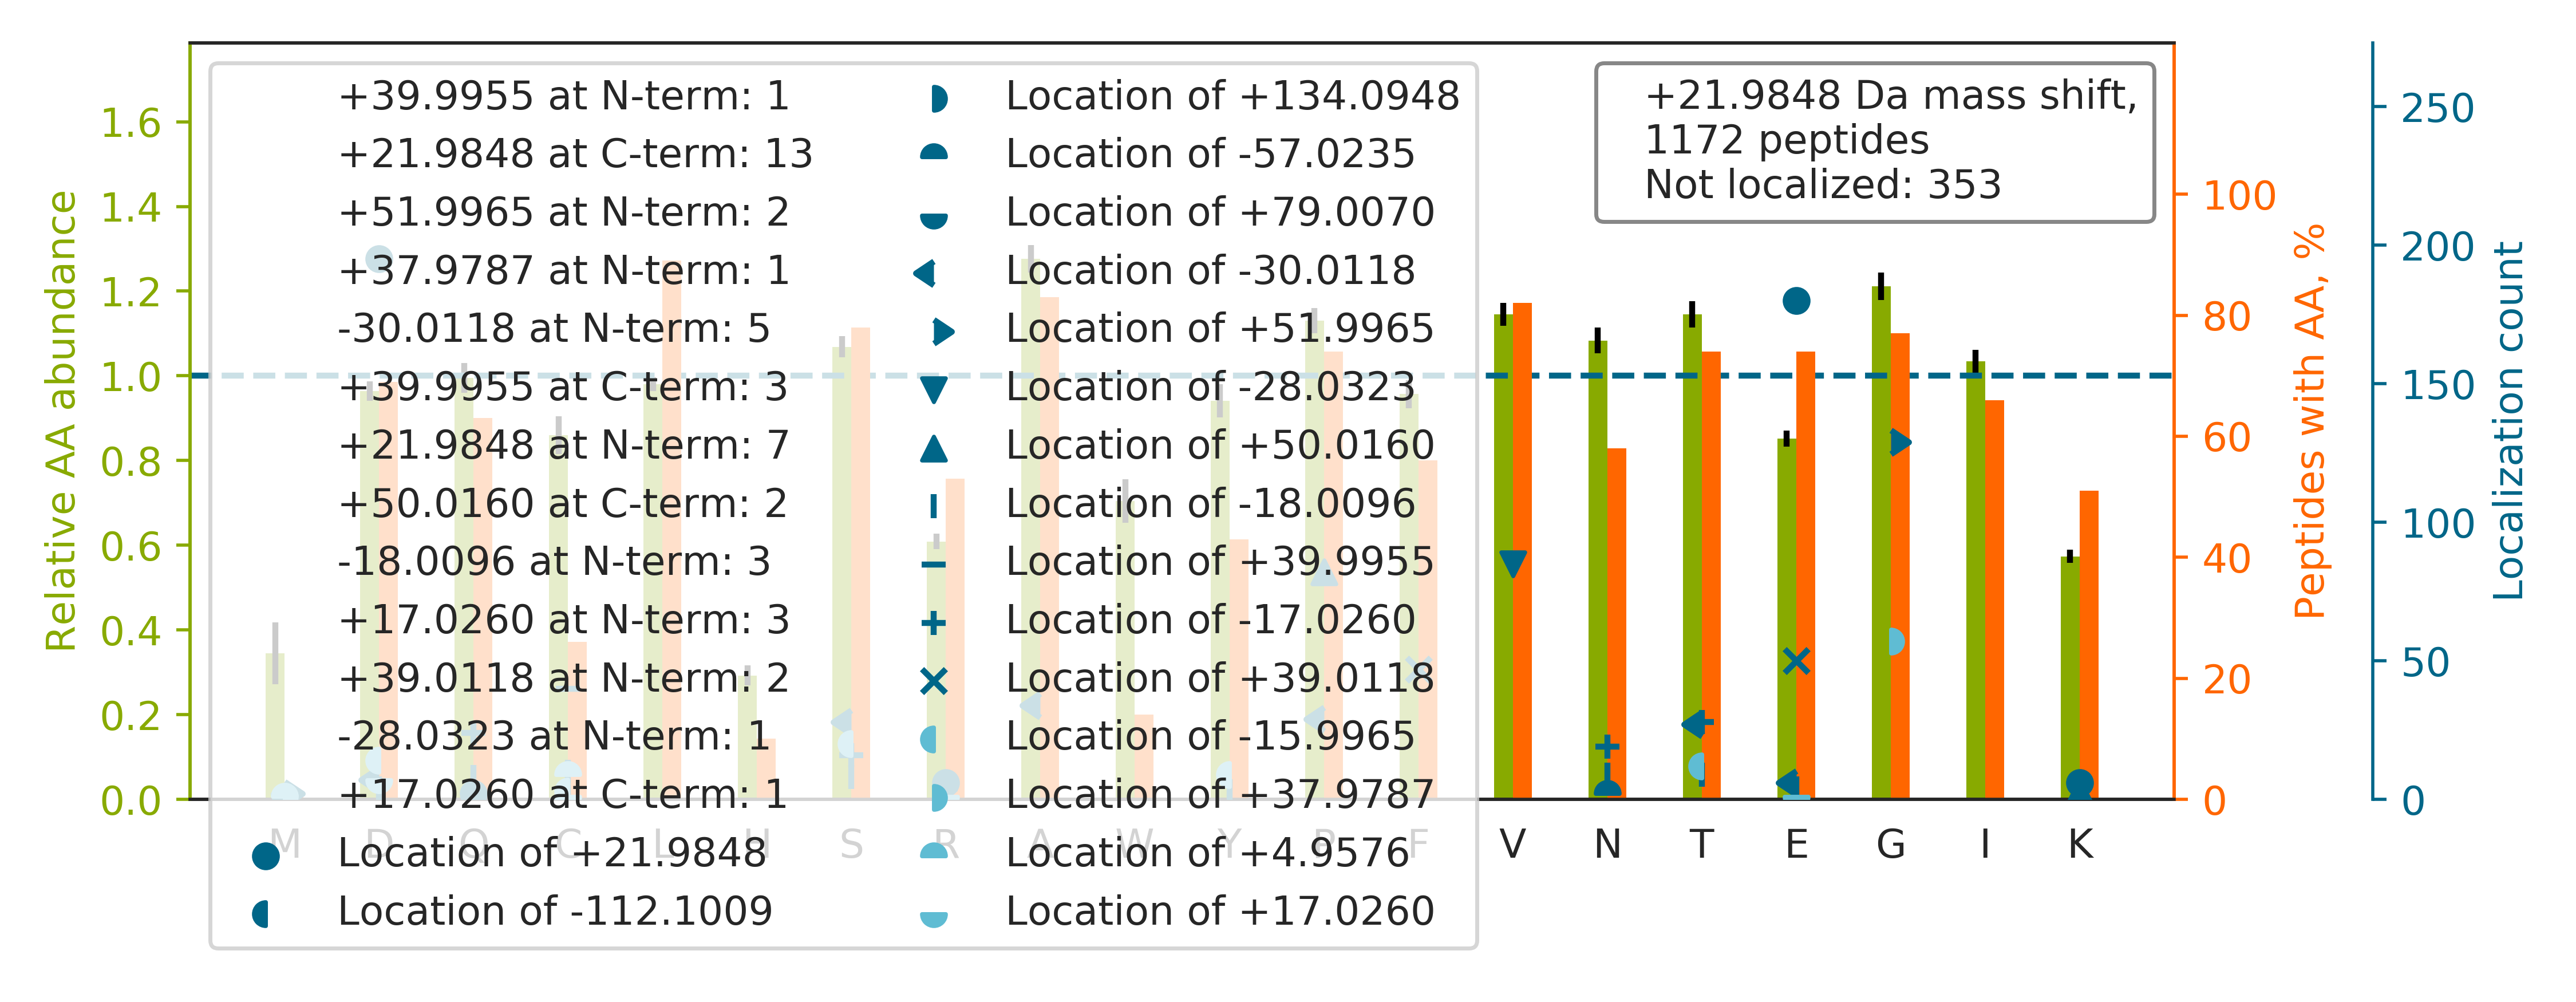 +39.9955 at N-term: 1
+21.9848 at C-term: 13
+51.9965 at N-term: 2
+37.9787 at N-term: 1
-30.0118 at N-term: 5
+39.9955 at C-term: 3
+21.9848 at N-term: 7
+50.0160 at C-term: 2
-18.0096 at N-term: 3
+17.0260 at N-term: 3
+39.0118 at N-term: 2
-28.0323 at N-term: 1
+17.0260 at C-term: 1
Location of +21.9848
Location of -112.1009
Location of +134.0948
Location of -57.0235
Location of +79.0070
Location of -30.0118
Location of +51.9965
Location of -28.0323
Location of +50.0160
Location of -18.0096
Location of +39.9955
Location of -17.0260
Location of +39.0118
Location of -15.9965
Location of +37.9787
Location of +4.9576
Location of +17.0260
+21.9848 Da mass shift,
1172 peptides
Not localized: 353
Relative AA abundance
1.6
1.4
1.2
1.0
0.8
0.6
0.4
0.2
0.0
M D Q C L H S R A W Y P F V N T E G I K
100
80
60
40
20
0
Peptides with AA, %
250
200
150
100
50
0
Localization count